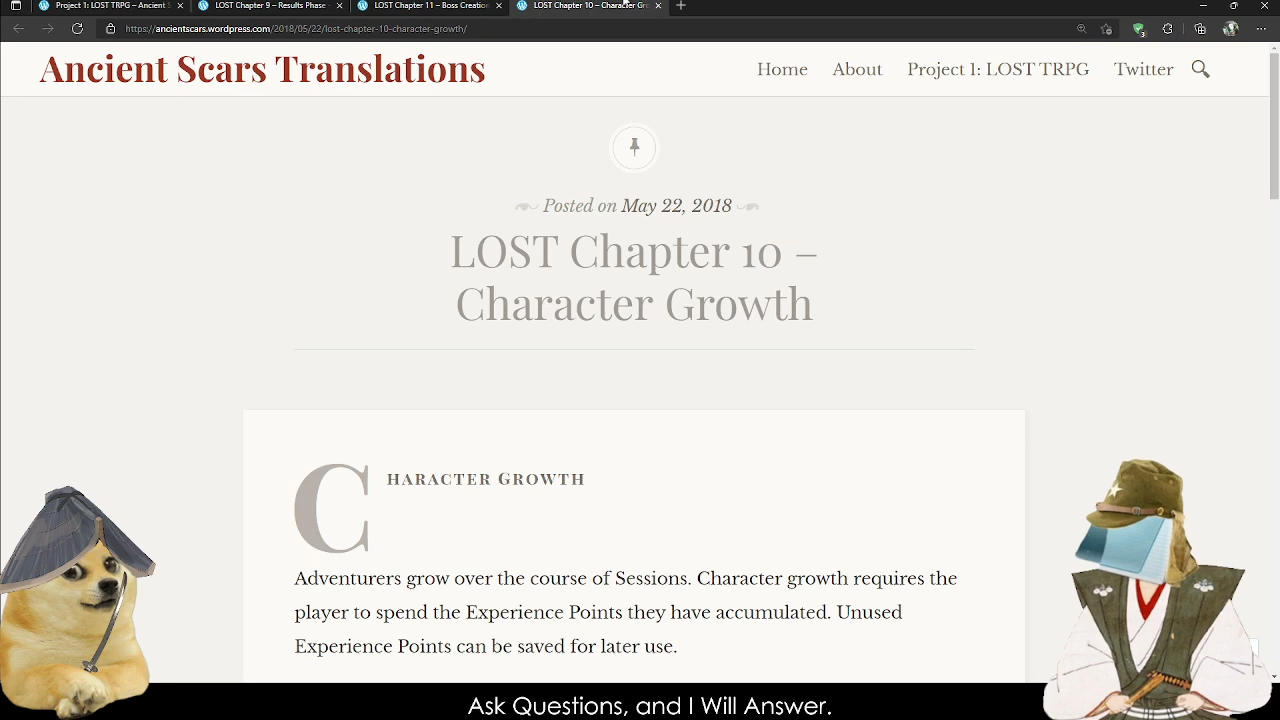 Project 1: LOST TRPG – Ancient S
LOST Chapter 9 – Result Phase –
LOST Chapter 11 – Base Creation
LOST Chapter 10 – Character Gro
https://ancientscars.wordpress.com/2018/05/22/lost-chapter-10-character-growth/
Ancient Scars Translations
Home
About
Project 1: LOST TRPG
Twitter
Posted on May 22, 2018
LOST Chapter 10 –
Character Growth
Character Growth
Adventurers grow over the course of Sessions. Character growth requires the
player to spend the Experience Points they have accumulated. Unused
Experience Points can be saved for later use.
Ask Questions, and I Will Answer.